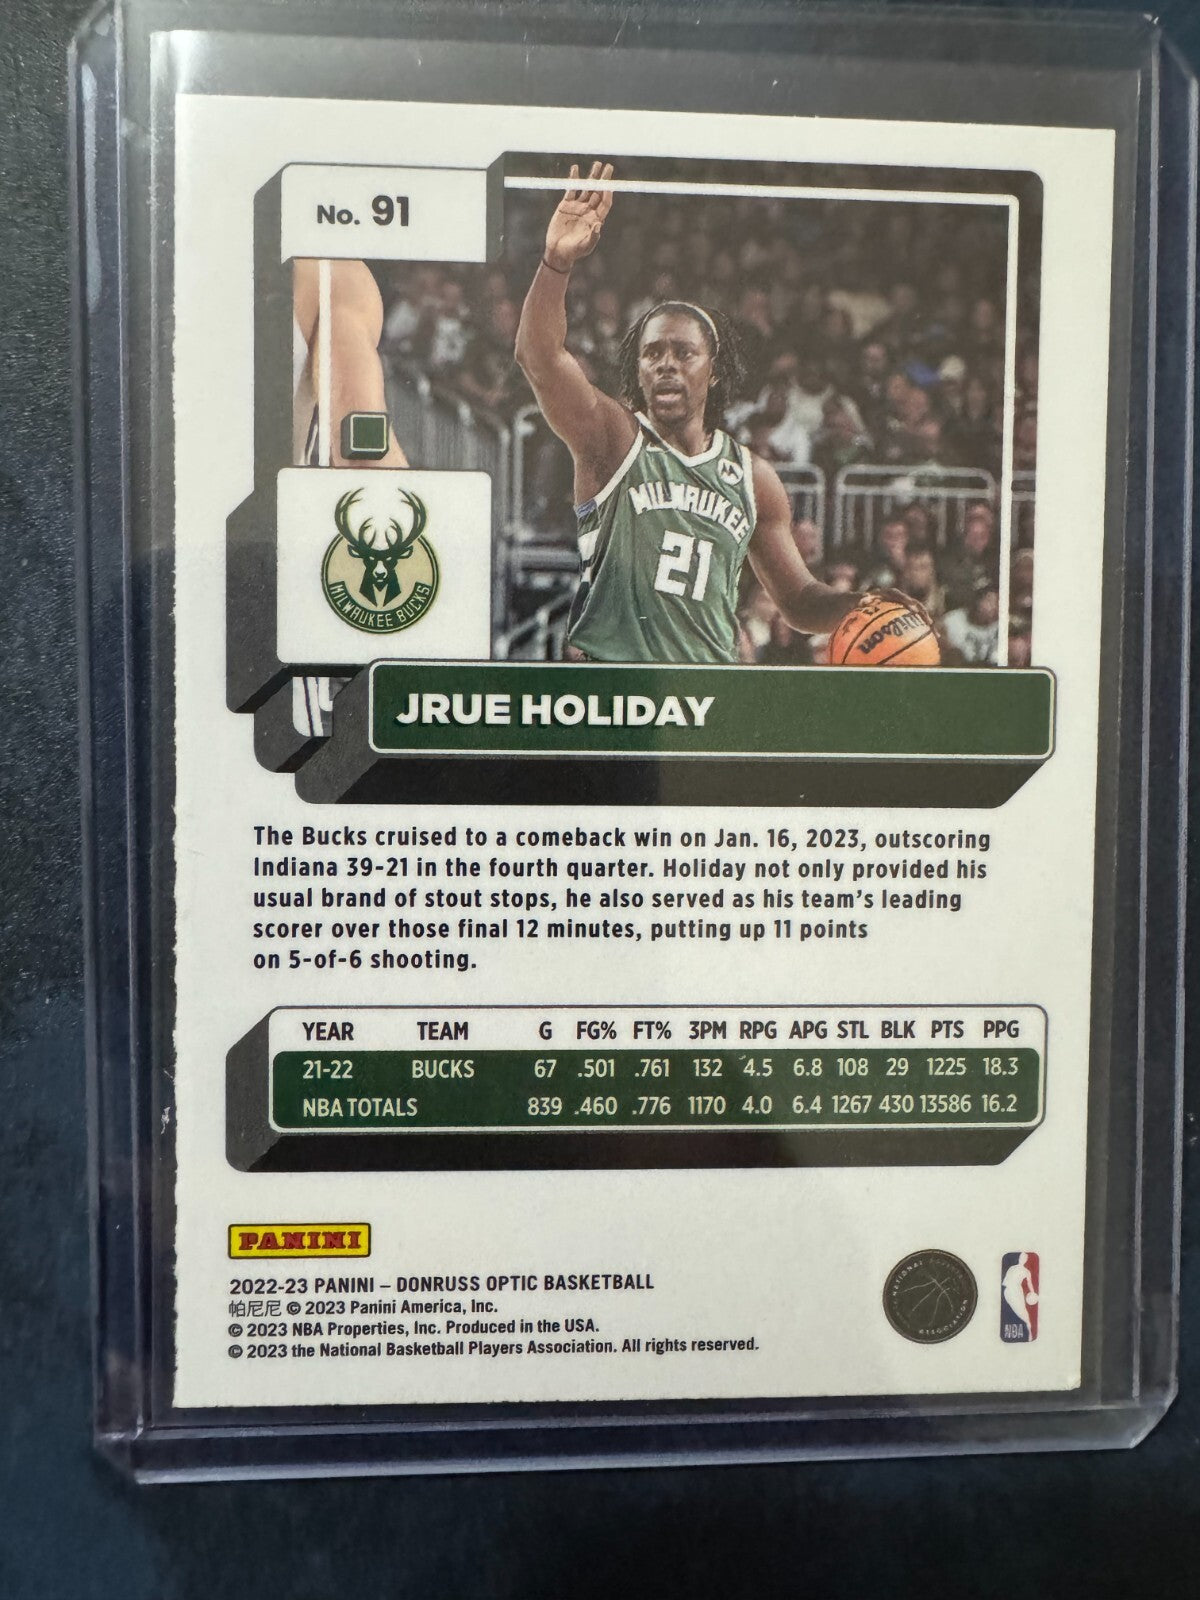 No. 91
MILWAUKEE
21
Wilson
MILWAUKEE BUCKS
JRUE HOLIDAY
The Bucks cruised to a comeback win on Jan. 16, 2023, outscoring
Indiana 39-21 in the fourth quarter. Holiday not only provided his
usual brand of stout stops, he also served as his team's leading
scorer over those final 12 minutes, putting up 11 points
on 5-of-6 shooting.
YEAR TEAM G FG% FT% 3PM RPG APG STL BLK PTS PPG
21-22 BUCKS 67 .501 .761 132 4.5 6.8 108 29 1225 18.3
NBA TOTALS 839 .460 .776 1170 4.0 6.4 1267 430 13586 16.2
PANINI
2022-23 PANINI – DONRUSS OPTIC BASKETBALL
帕尼尼 © 2023 Panini America, Inc.
© 2023 NBA Properties, Inc. Produced in the USA.
© 2023 the National Basketball Players Association. All rights reserved.
NATIONAL ASSOCIATION
NBA